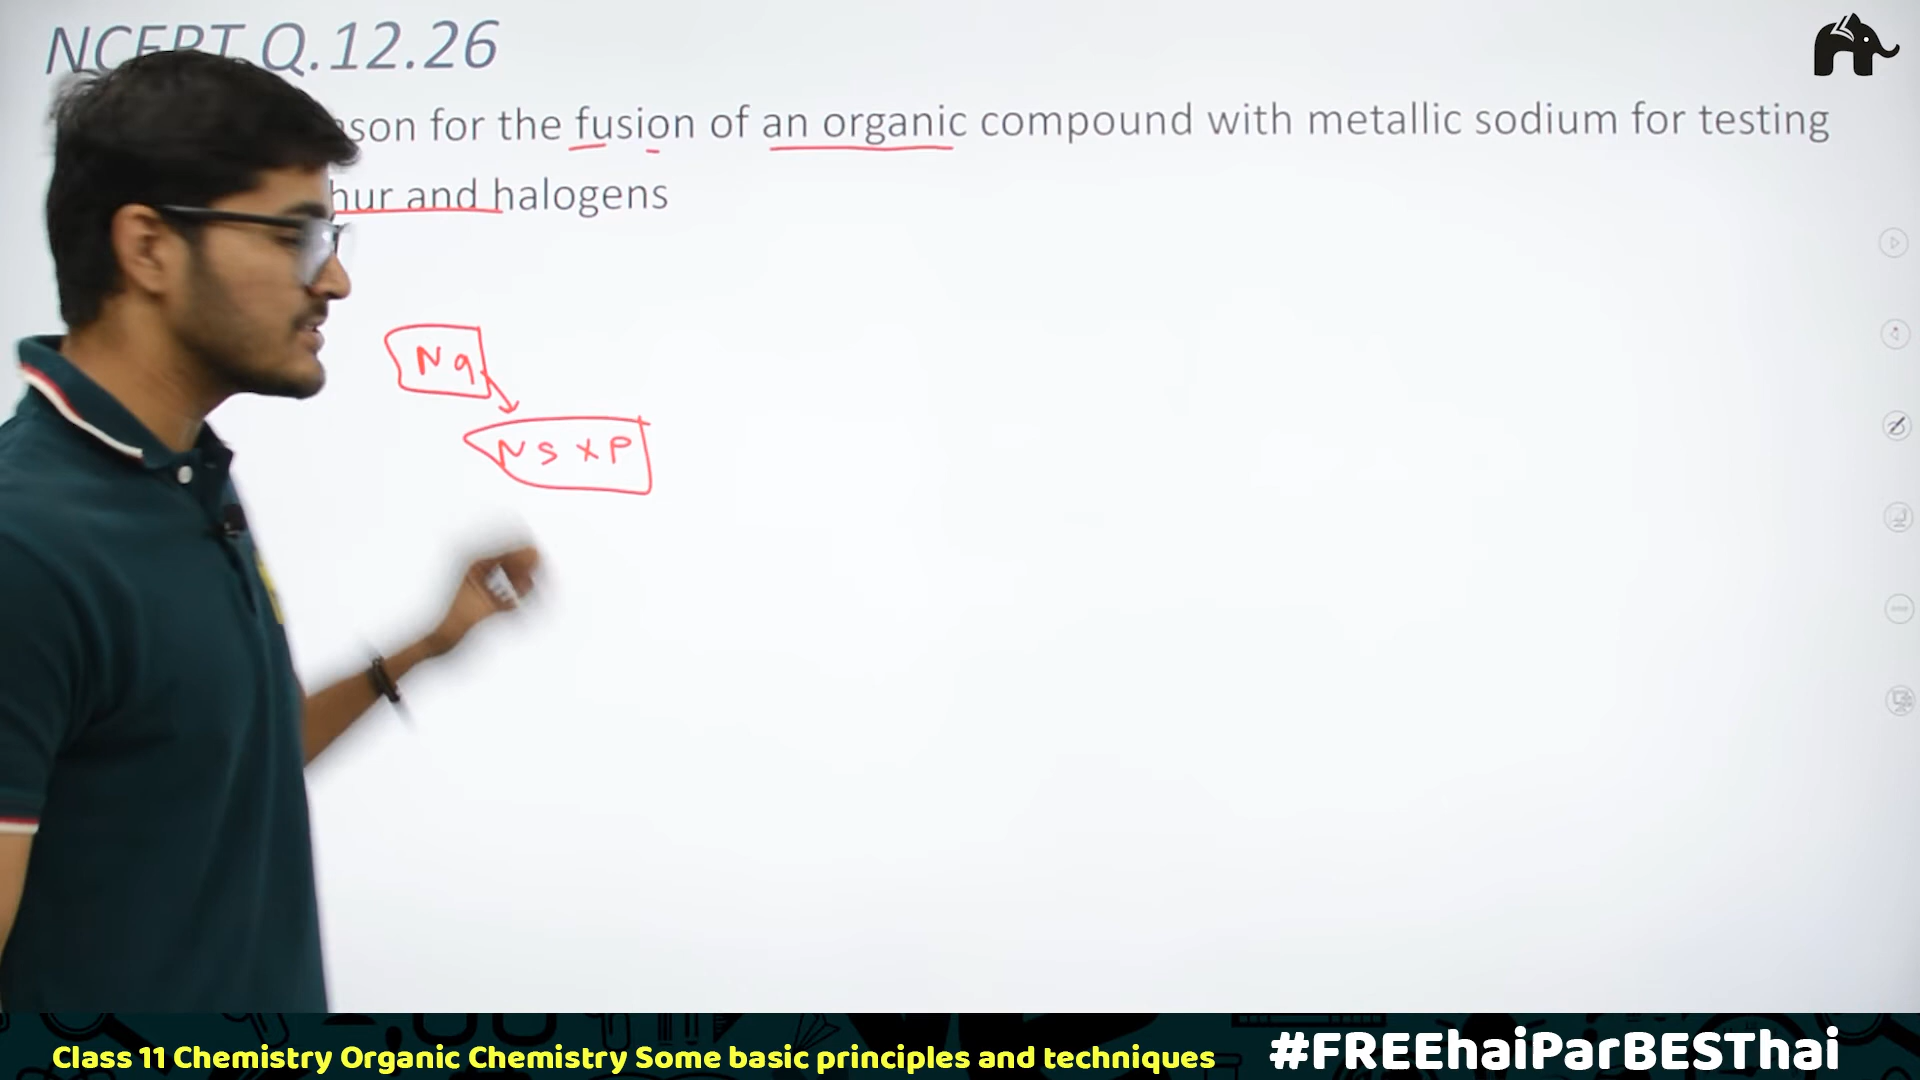 NCERT Q.12.26
son for the fusion of an organic compound with metallic sodium for testing
hur and halogens
Na
N S X P
Class 11 Chemistry Organic Chemistry Some basic principles and techniques
#FREEhaiParBESThai